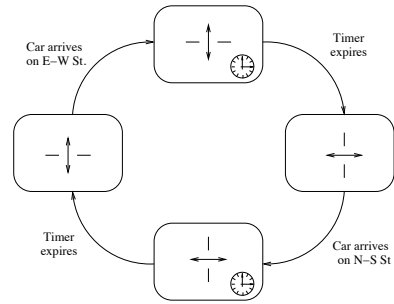 Car arrives
on E–W St.
Timer
expires
Timer
expires
Car arrives
on N–S St